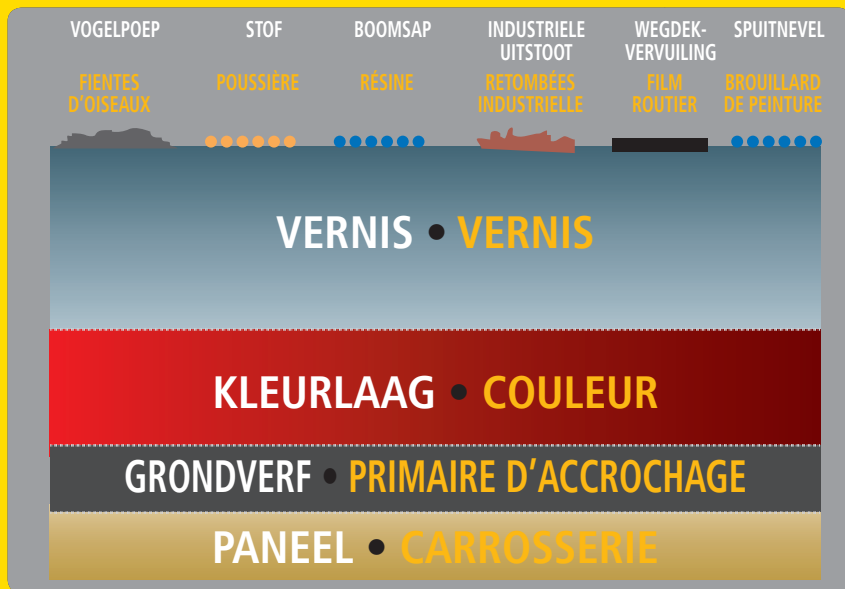 VOGELPOEP
FIENTES
D'OISEAUX
STOF
POUSSIÈRE
BOOMSAP
RÉSINE
INDUSTRIELE
UITSTOOT
RETOMBÉES
INDUSTRIELLE
WEGDEK-
VERVUILING
FILM
ROUTIER
SPUITNEVEL
BROUILLARD
DE PEINTURE
VERNIS • VERNIS
KLEURLAAG • COULEUR
GRONDVERF • PRIMAIRE D'ACCROCHAGE
PANEEL • CARROSSERIE